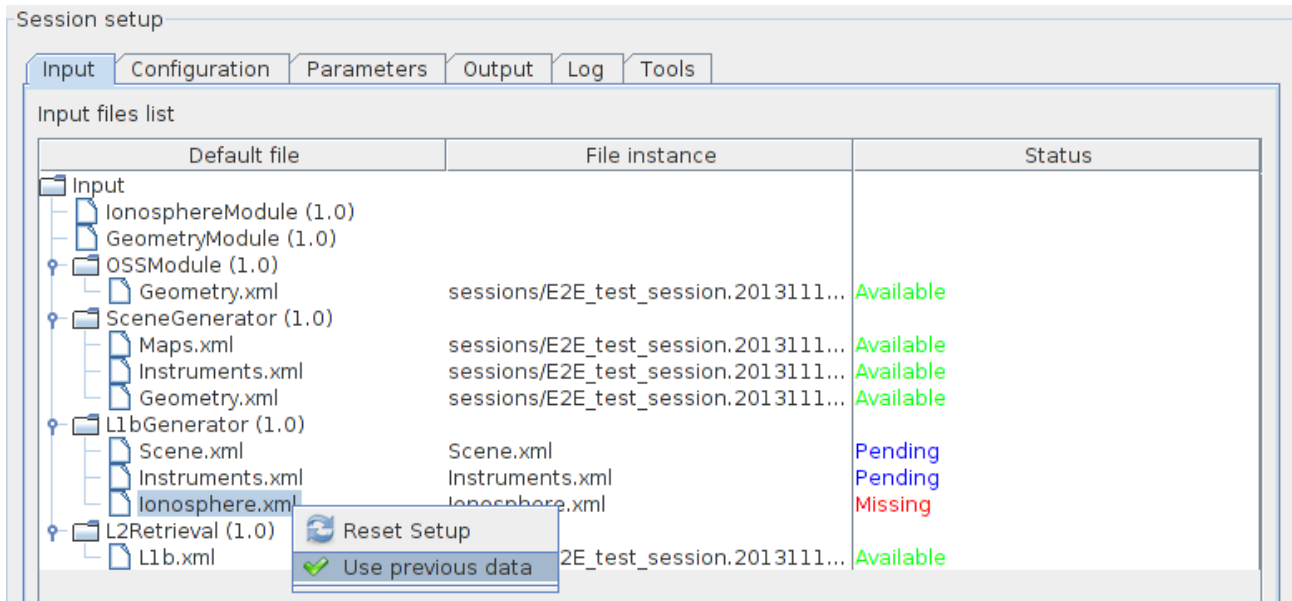 Session setup
Input Configuration Parameters Output Log Tools
Input files list
Default file File instance Status
Input
IonosphereModule (1.0)
GeometryModule (1.0)
OSSModule (1.0)
Geometry.xml sessions/E2E_test_session.2013111... Available
SceneGenerator (1.0)
Maps.xml sessions/E2E_test_session.2013111... Available
Instruments.xml sessions/E2E_test_session.2013111... Available
Geometry.xml sessions/E2E_test_session.2013111... Available
L1bGenerator (1.0)
Scene.xml Scene.xml Pending
Instruments.xml Instruments.xml Pending
Ionosphere.xml Ionosphere.xml Missing
L2Retrieval (1.0) Reset Setup
L1b.xml Use previous data 2E_test_session.2013111... Available